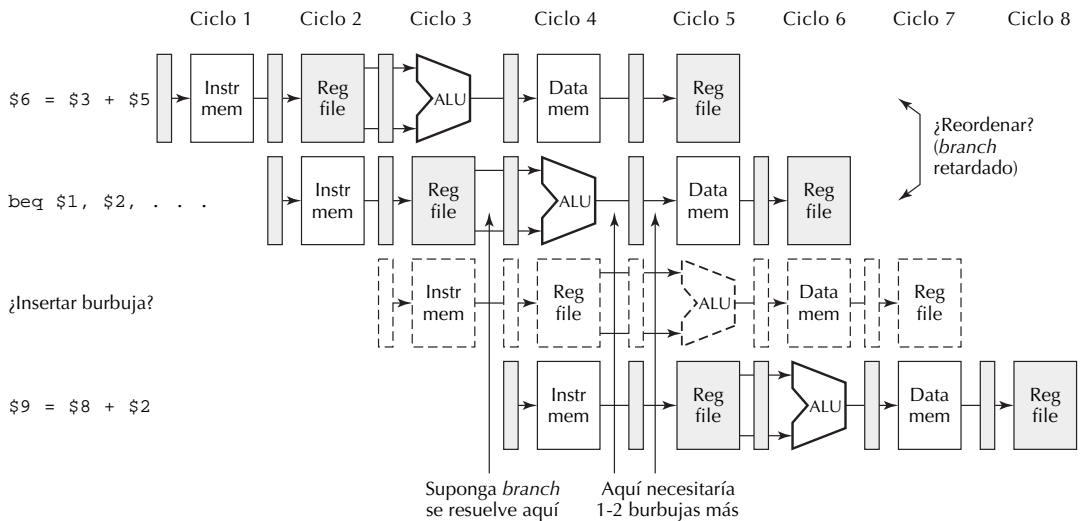 Ciclo 1 Ciclo 2 Ciclo 3 Ciclo 4 Ciclo 5 Ciclo 6 Ciclo 7 Ciclo 8
$6 = $3 + $5
Instr
mem
Reg
file
ALU
Data
mem
Reg
file
¿Reordenar?
(branch
retardado)
beq $1, $2, . . .
Instr
mem
Reg
file
ALU
Data
mem
Reg
file
¿Insertar burbuja?
Instr
mem
Reg
file
ALU
Data
mem
Reg
file
$9 = $8 + $2
Instr
mem
Reg
file
ALU
Data
mem
Reg
file
Suponga branch
se resuelve aquí
Aquí necesitaría
1-2 burbujas más